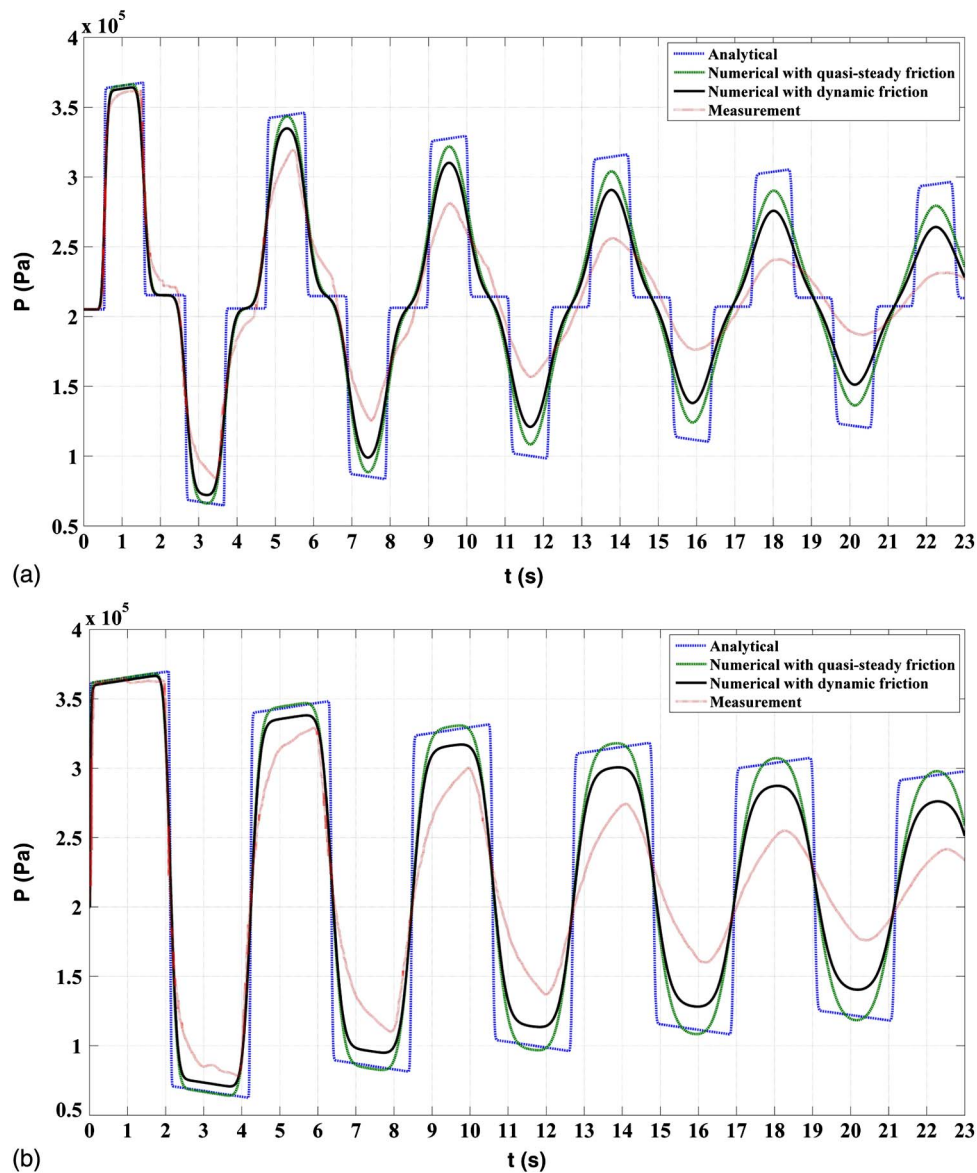 x 10⁵
4
3.5
3
2.5
2
1.5
1
0.5
P (Pa)
Analytical
Numerical with quasi-steady friction
Numerical with dynamic friction
Measurement
0 1 2 3 4 5 6 7 8 9 10 11 12 13 14 15 16 17 18 19 20 21 22 23
(a)
t (s)
x 10⁵
4
3.5
3
2.5
2
1.5
1
0.5
P (Pa)
Analytical
Numerical with quasi-steady friction
Numerical with dynamic friction
Measurement
0 1 2 3 4 5 6 7 8 9 10 11 12 13 14 15 16 17 18 19 20 21 22 23
(b)
t (s)